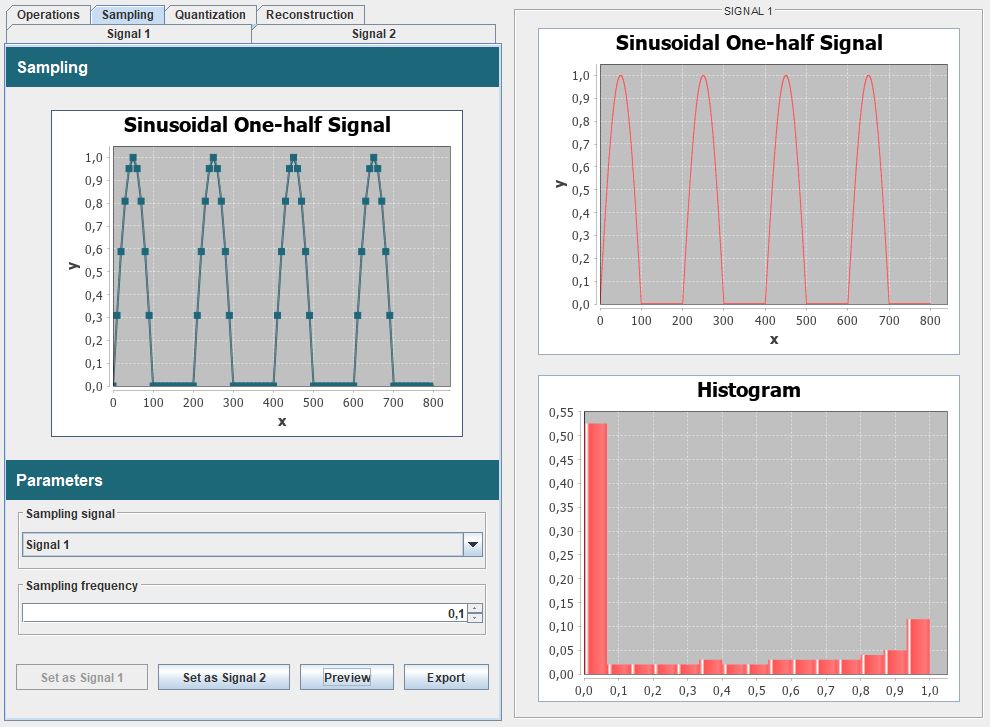 Operations Sampling Quantization Reconstruction
Signal 1 Signal 2
Sampling
Sinusoidal One-half Signal
1,0
0,9
0,8
0,7
0,6
0,5
0,4
0,3
0,2
0,1
0,0
y
0 100 200 300 400 500 600 700 800
x
Parameters
Sampling signal
Signal 1
Sampling frequency
0,1
Set as Signal 1 Set as Signal 2 Preview Export
SIGNAL 1
Sinusoidal One-half Signal
1,0
0,9
0,8
0,7
0,6
0,5
0,4
0,3
0,2
0,1
0,0
y
0 100 200 300 400 500 600 700 800
x
Histogram
0,55
0,50
0,45
0,40
0,35
0,30
0,25
0,20
0,15
0,10
0,05
0,00
0,0 0,1 0,2 0,3 0,4 0,5 0,6 0,7 0,8 0,9 1,0